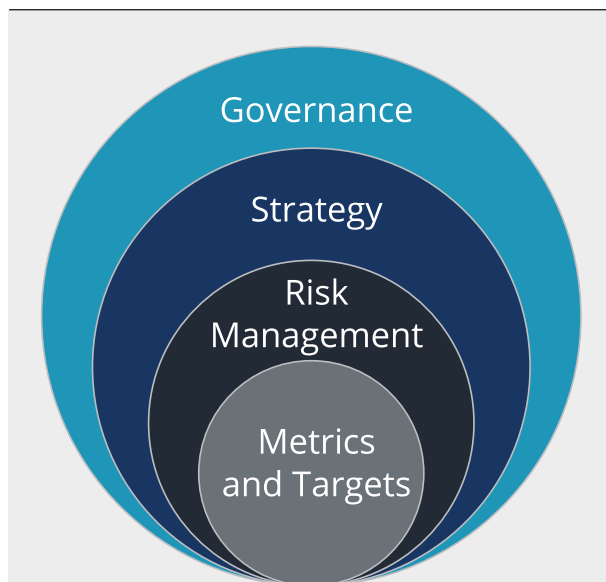 Governance
Strategy
Risk
Management
Metrics
and Targets